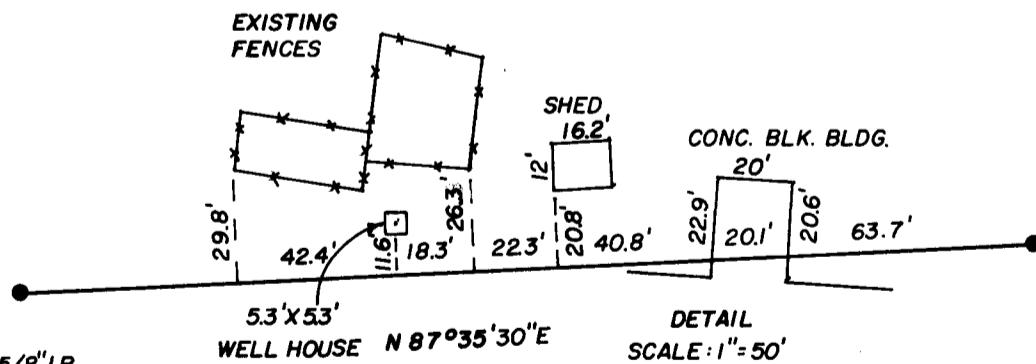 EXISTING
FENCES
SHED
16.2'
12'
CONC. BLK. BLDG.
20'
22.9'
20.6'
29.8'
42.4'
11.6'
18.3'
26.3'
22.3'
20.8'
40.8'
20.1'
63.7'
5.3'X5.3'
WELL HOUSE
N 87°35'30"E
DETAIL
SCALE: 1"=50'